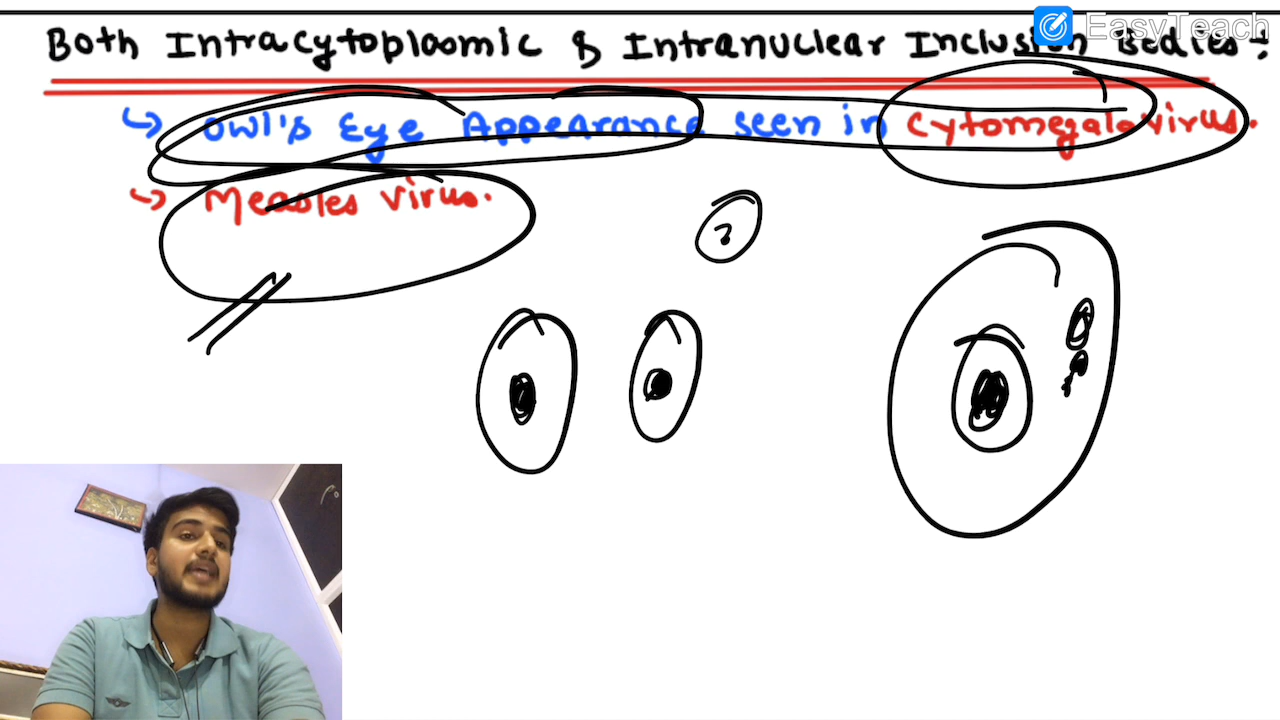 EasyTeach
Both Intracytoplasmic & Intranuclear Inclusion Bodies :-
↳ Owl's Eye Appearance seen in Cytomegalovirus.
↳ Measles Virus.
?